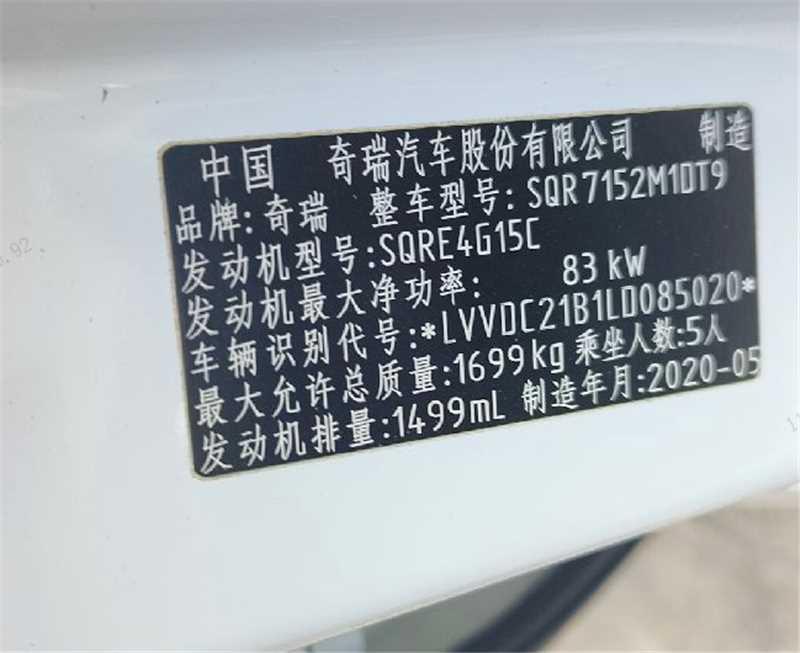 中国 奇瑞汽车股份有限公司 制造
品牌:奇瑞 整车型号:SQR7152M1DT9
发动机型号:SQRE4G15C
发动机最大净功率: 83 kW
车辆识别代号:*LVVDC21B1LD085020*
最大允许总质量:1699kg 乘坐人数:5人
发动机排量:1499mL 制造年月:2020-05